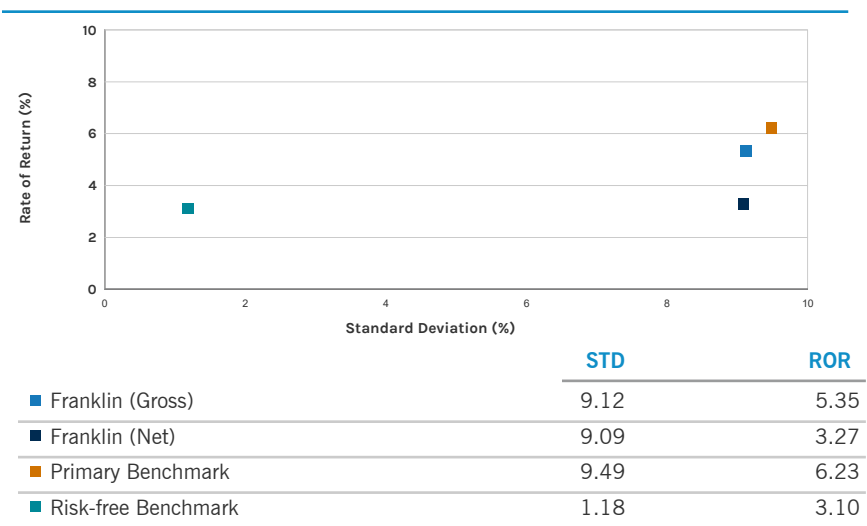 10
8
6
4
2
0
Rate of Return (%)
0 2 4 6 8 10
Standard Deviation (%)
STD ROR
Franklin (Gross) 9.12 5.35
Franklin (Net) 9.09 3.27
Primary Benchmark 9.49 6.23
Risk-free Benchmark 1.18 3.10